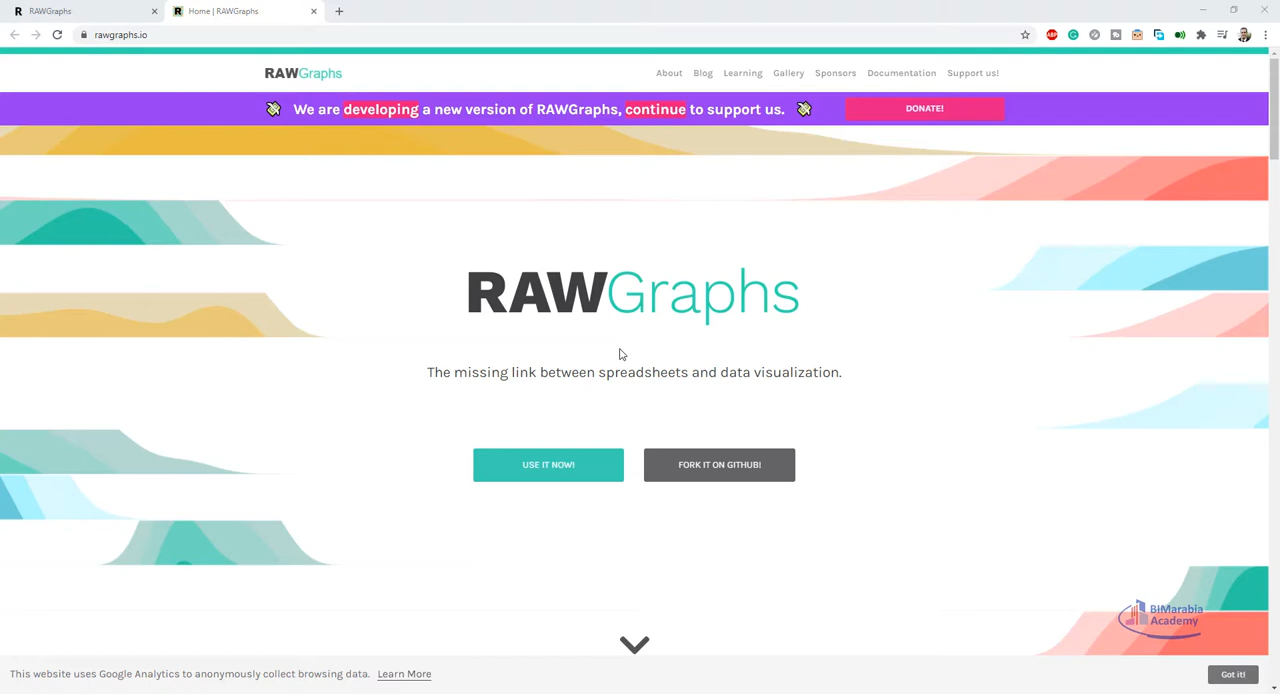 RAWGraphs
Home | RAWGraphs
rawgraphs.io
ABP
RAWGraphs
About
Blog
Learning
Gallery
Sponsors
Documentation
Support us!
We are developing a new version of RAWGraphs, continue to support us.
DONATE!
RAWGraphs
The missing link between spreadsheets and data visualization.
USE IT NOW!
FORK IT ON GITHUB!
BIMarabia
Academy
This website uses Google Analytics to anonymously collect browsing data. Learn More
Got it!